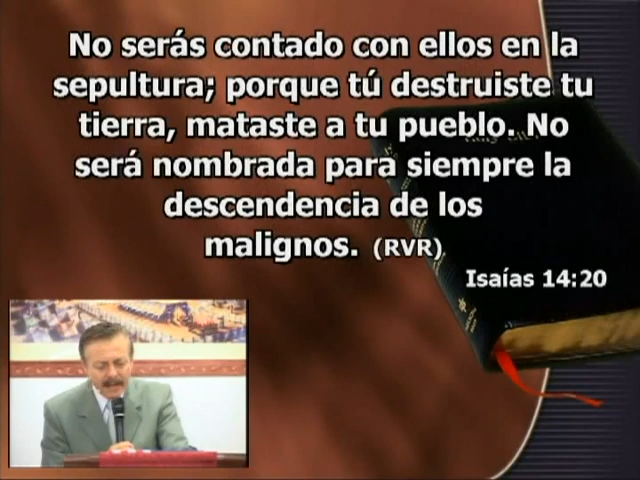 No serás contado con ellos en la
sepultura; porque tú destruiste tu
tierra, mataste a tu pueblo. No
será nombrada para siempre la
descendencia de los
malignos. (RVR)
Isaías 14:20